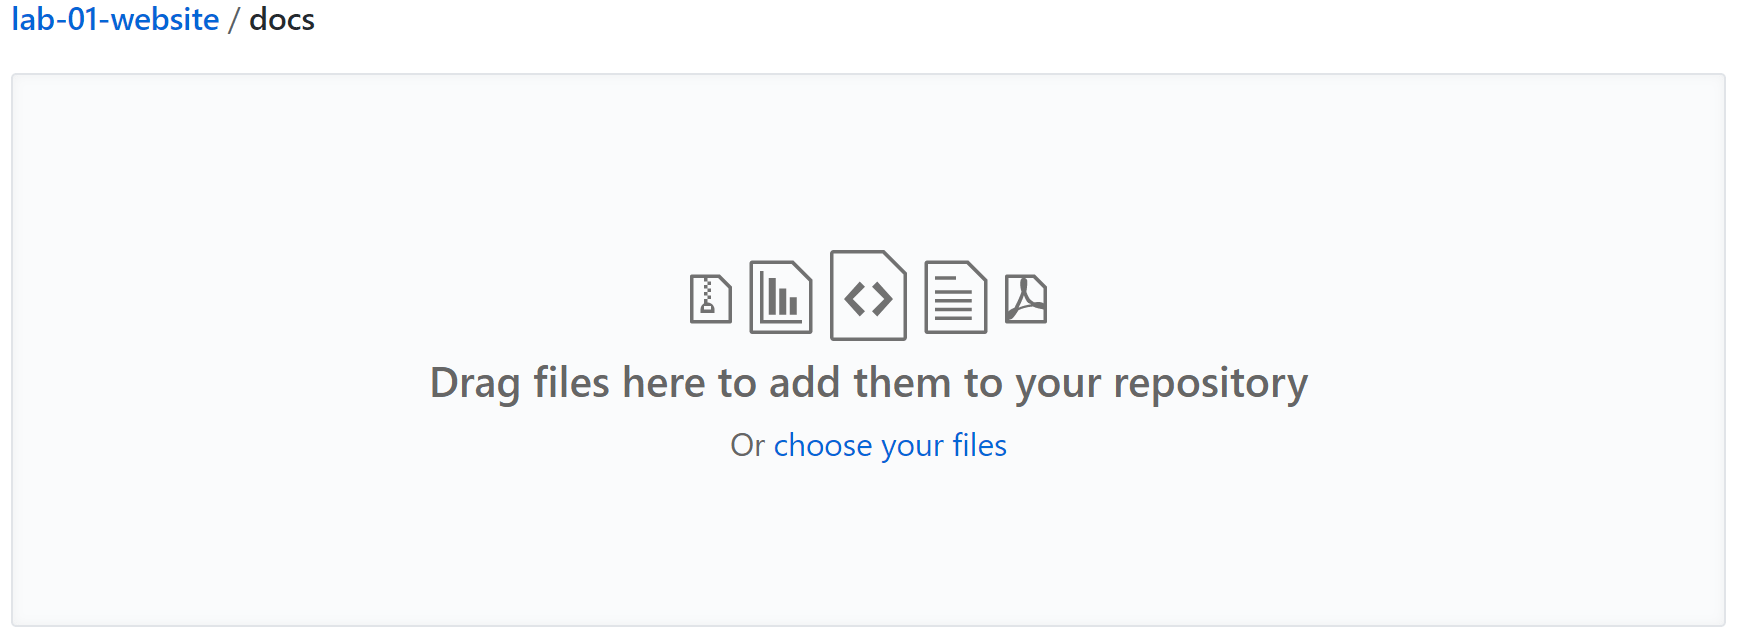 lab-01-website / docs
Drag files here to add them to your repository
Or choose your files